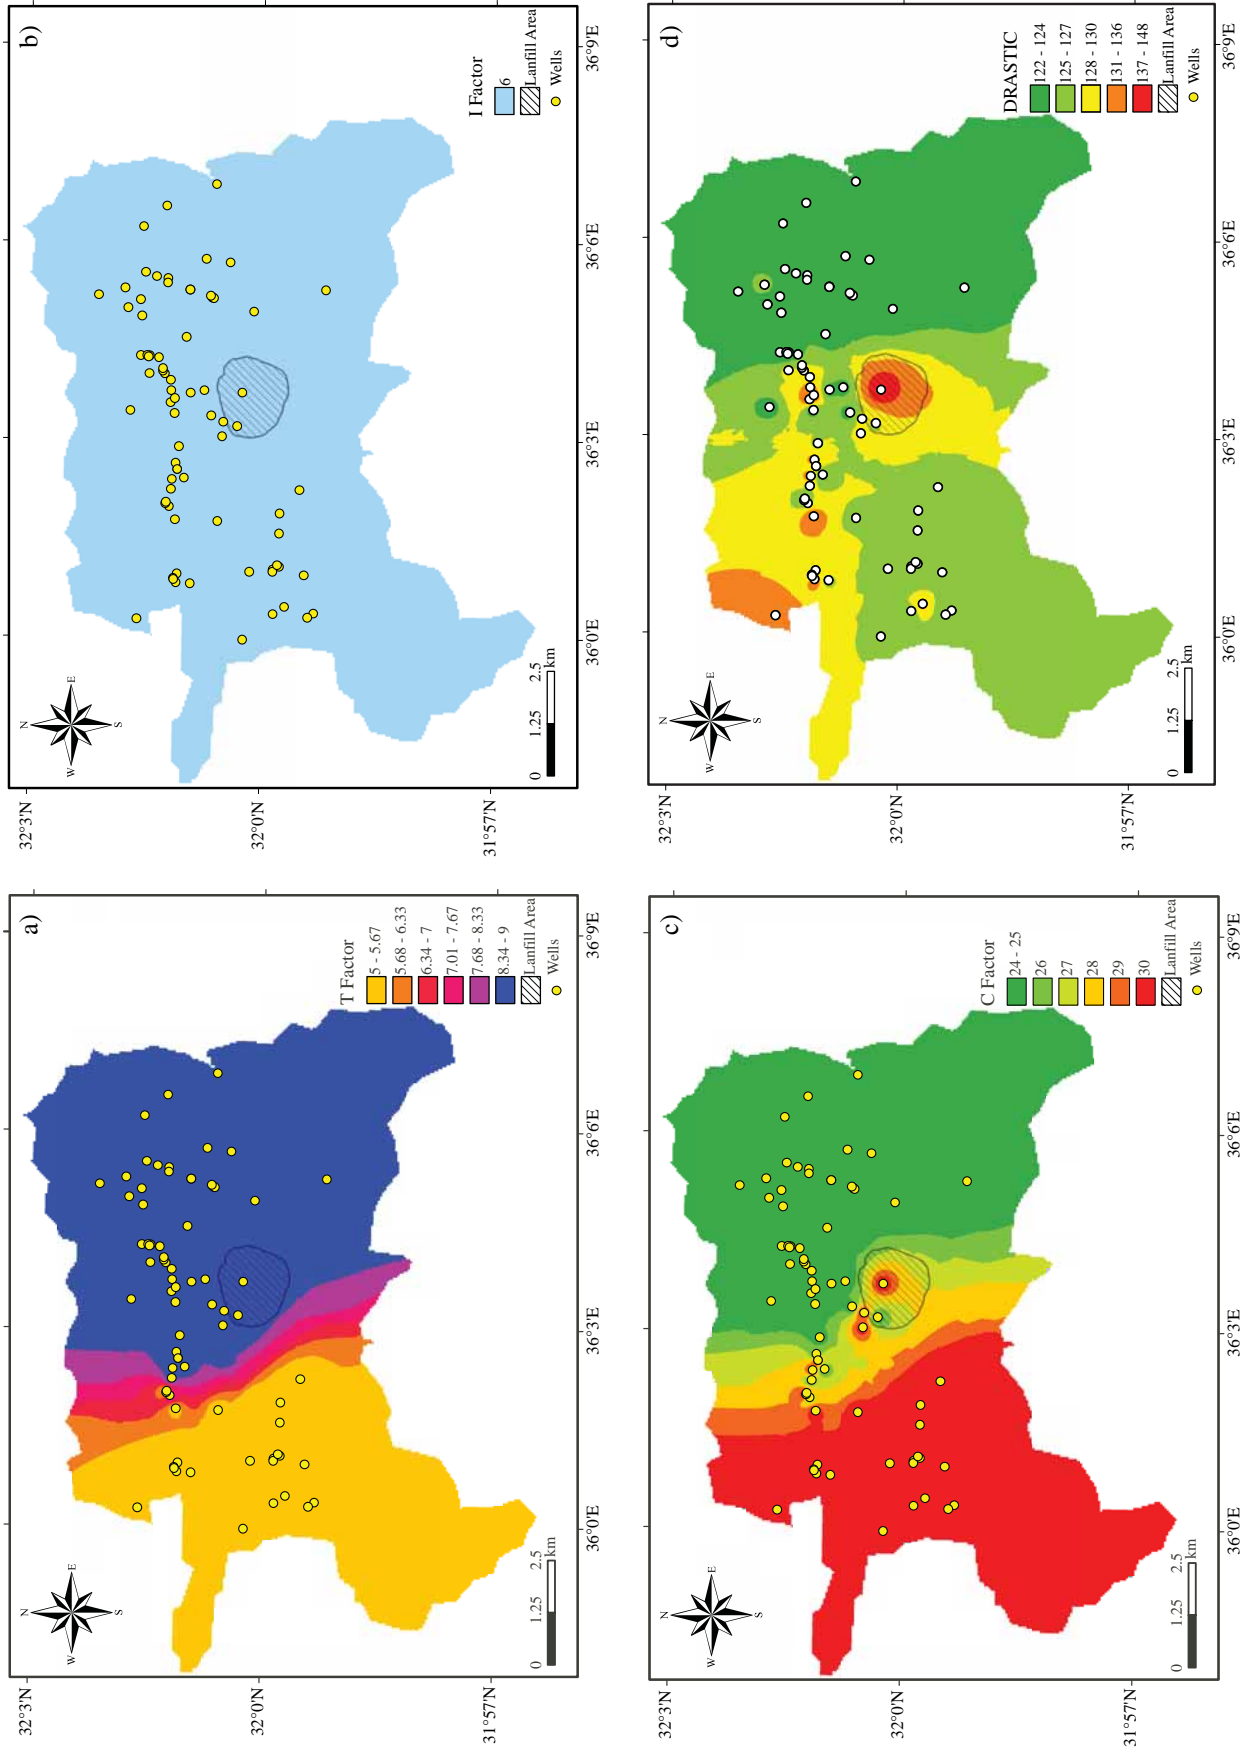 a)
T Factor
5 - 5.67
5.68 - 6.33
6.34 - 7
7.01 - 7.67
7.68 - 8.33
8.34 - 9
Lanfill Area
Wells
N
W
E
S
0
1.25
2.5
km
32°3'N
32°0'N
31°57'N
36°0'E
36°3'E
36°6'E
36°9'E
b)
I Factor
6
Lanfill Area
Wells
N
W
E
S
0
1.25
2.5
km
32°3'N
32°0'N
31°57'N
36°0'E
36°3'E
36°6'E
36°9'E
c)
C Factor
24 - 25
26
27
28
29
30
Lanfill Area
Wells
N
W
E
S
0
1.25
2.5
km
32°3'N
32°0'N
31°57'N
36°0'E
36°3'E
36°6'E
36°9'E
d)
DRASTIC
122 - 124
125 - 127
128 - 130
131 - 136
137 - 148
Lanfill Area
Wells
N
W
E
S
0
1.25
2.5
km
32°3'N
32°0'N
31°57'N
36°0'E
36°3'E
36°6'E
36°9'E